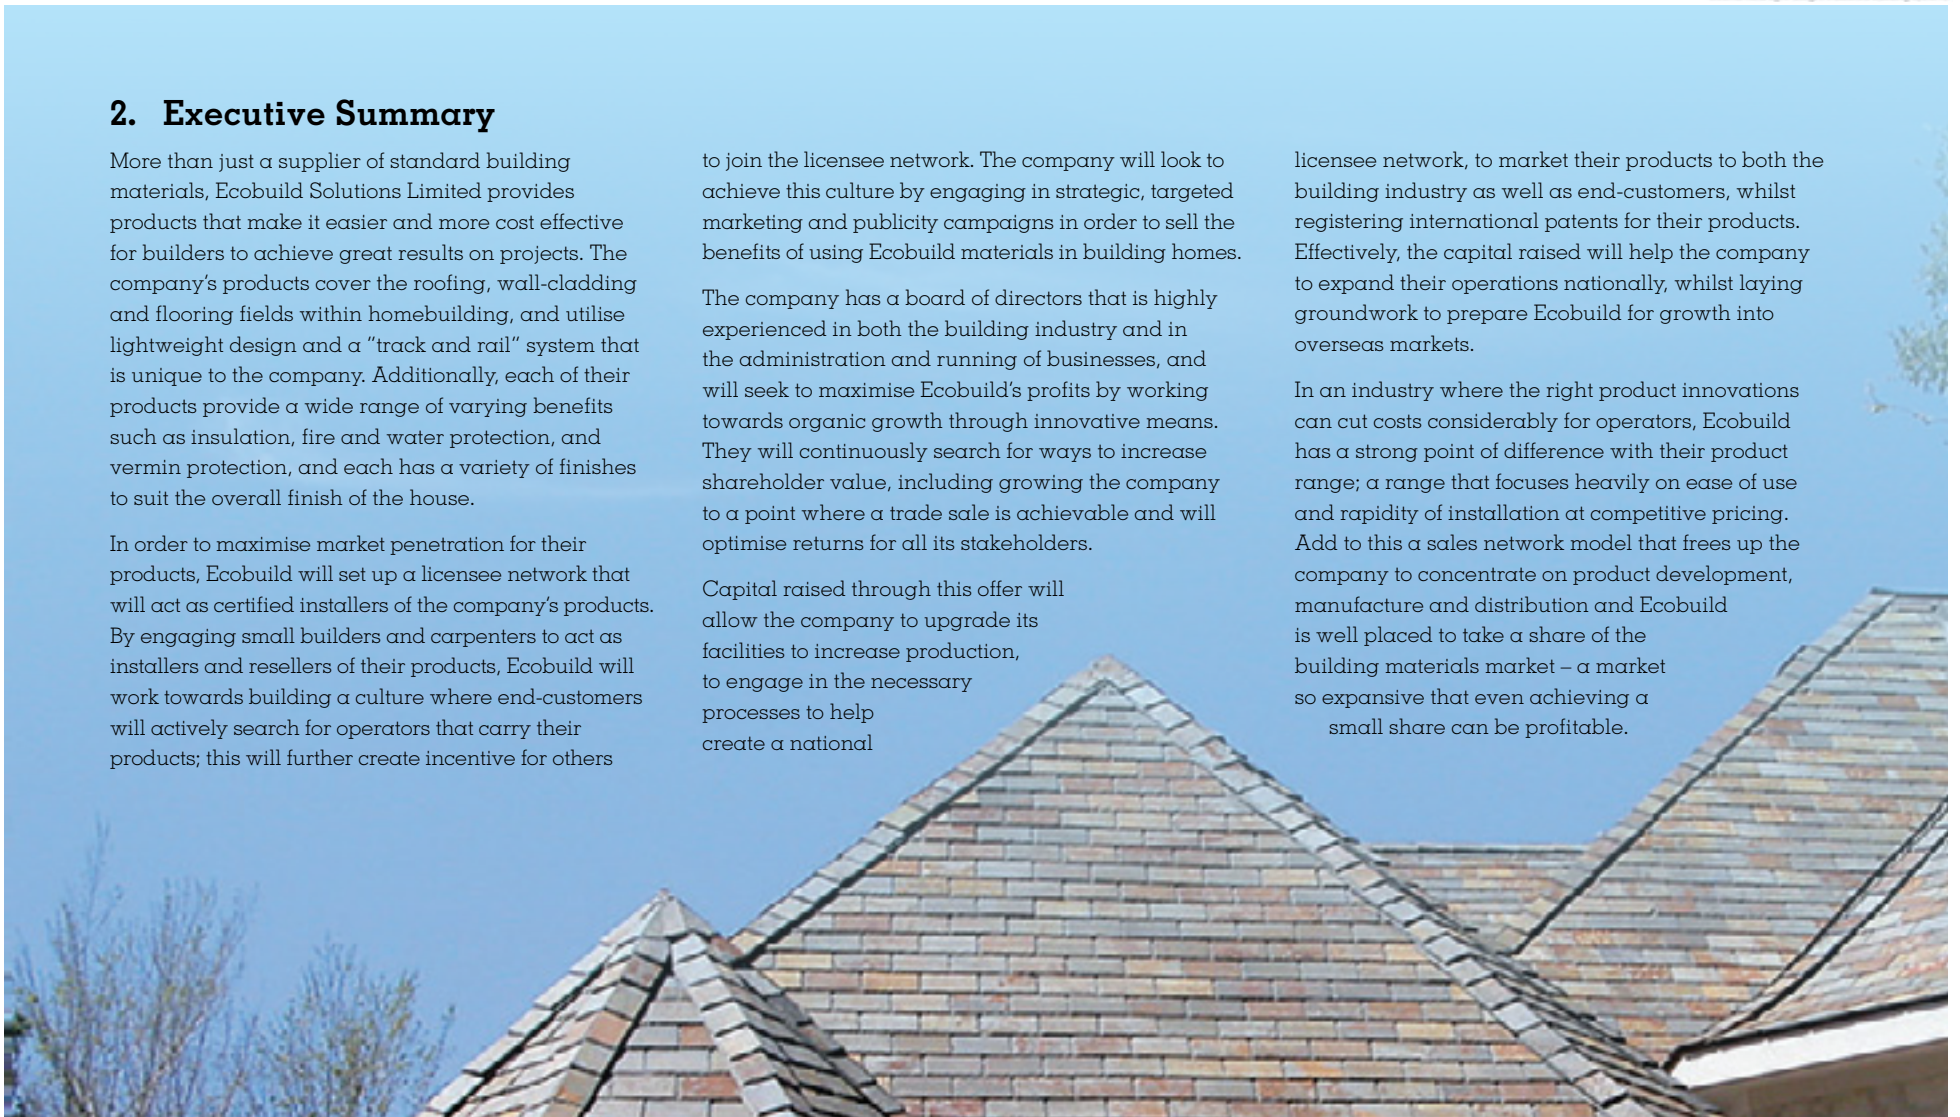 2. Executive Summary
More than just a supplier of standard building
materials, Ecobuild Solutions Limited provides
products that make it easier and more cost effective
for builders to achieve great results on projects. The
company’s products cover the roofing, wall-cladding
and flooring fields within homebuilding, and utilise
lightweight design and a “track and rail” system that
is unique to the company. Additionally, each of their
products provide a wide range of varying benefits
such as insulation, fire and water protection, and
vermin protection, and each has a variety of finishes
to suit the overall finish of the house.
In order to maximise market penetration for their
products, Ecobuild will set up a licensee network that
will act as certified installers of the company’s products.
By engaging small builders and carpenters to act as
installers and resellers of their products, Ecobuild will
work towards building a culture where end-customers
will actively search for operators that carry their
products; this will further create incentive for others
to join the licensee network. The company will look to
achieve this culture by engaging in strategic, targeted
marketing and publicity campaigns in order to sell the
benefits of using Ecobuild materials in building homes.
The company has a board of directors that is highly
experienced in both the building industry and in
the administration and running of businesses, and
will seek to maximise Ecobuild’s profits by working
towards organic growth through innovative means.
They will continuously search for ways to increase
shareholder value, including growing the company
to a point where a trade sale is achievable and will
optimise returns for all its stakeholders.
Capital raised through this offer will
allow the company to upgrade its
facilities to increase production,
to engage in the necessary
processes to help
create a national
licensee network, to market their products to both the
building industry as well as end-customers, whilst
registering international patents for their products.
Effectively, the capital raised will help the company
to expand their operations nationally, whilst laying
groundwork to prepare Ecobuild for growth into
overseas markets.
In an industry where the right product innovations
can cut costs considerably for operators, Ecobuild
has a strong point of difference with their product
range; a range that focuses heavily on ease of use
and rapidity of installation at competitive pricing.
Add to this a sales network model that frees up the
company to concentrate on product development,
manufacture and distribution and Ecobuild
is well placed to take a share of the
building materials market – a market
so expansive that even achieving a
small share can be profitable.